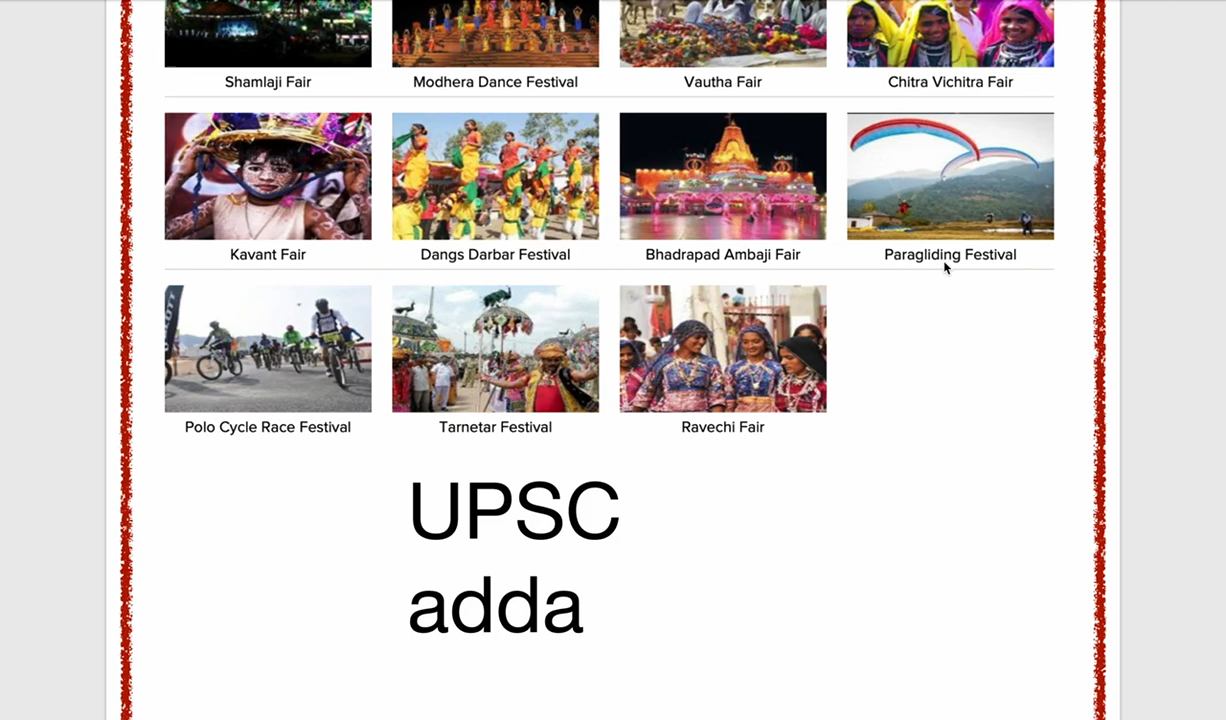 Shamlaji Fair
Modhera Dance Festival
Vautha Fair
Chitra Vichitra Fair
Kavant Fair
Dangs Darbar Festival
Bhadrapad Ambaji Fair
Paragliding Festival
Polo Cycle Race Festival
Tarnetar Festival
Ravechi Fair
UPSC
adda